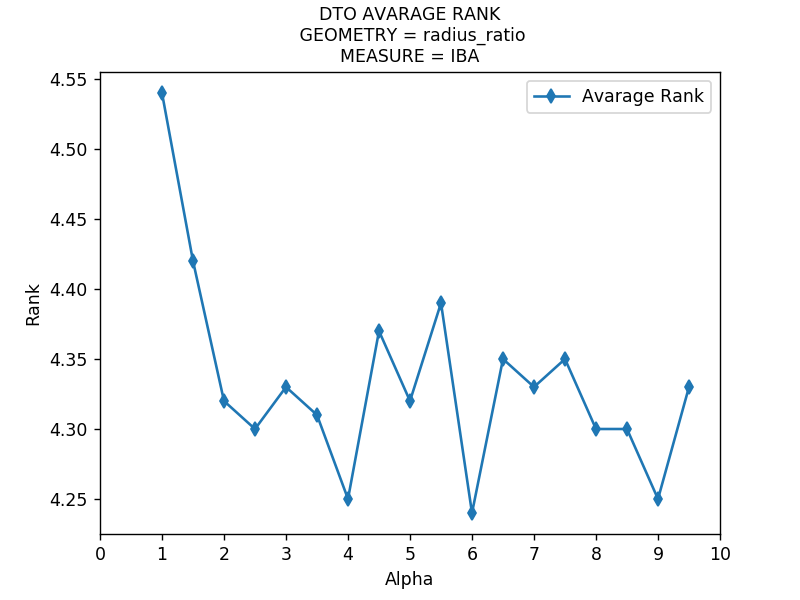 DTO AVARAGE RANK
GEOMETRY = radius_ratio
MEASURE = IBA
Avarage Rank
4.55
4.50
4.45
4.40
4.35
4.30
4.25
Rank
0 1 2 3 4 5 6 7 8 9 10
Alpha